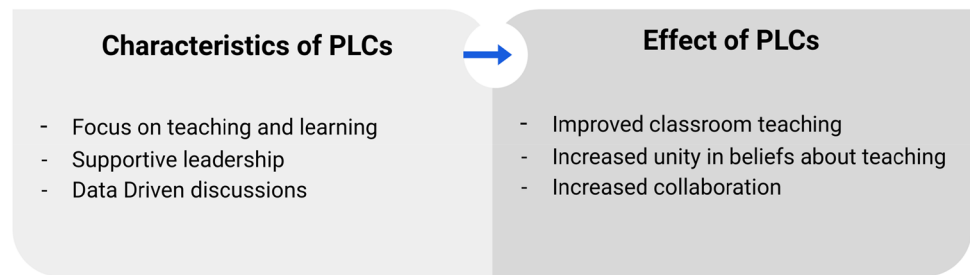 Characteristics of PLCs
- Focus on teaching and learning
- Supportive leadership
- Data Driven discussions
Effect of PLCs
- Improved classroom teaching
- Increased unity in beliefs about teaching
- Increased collaboration